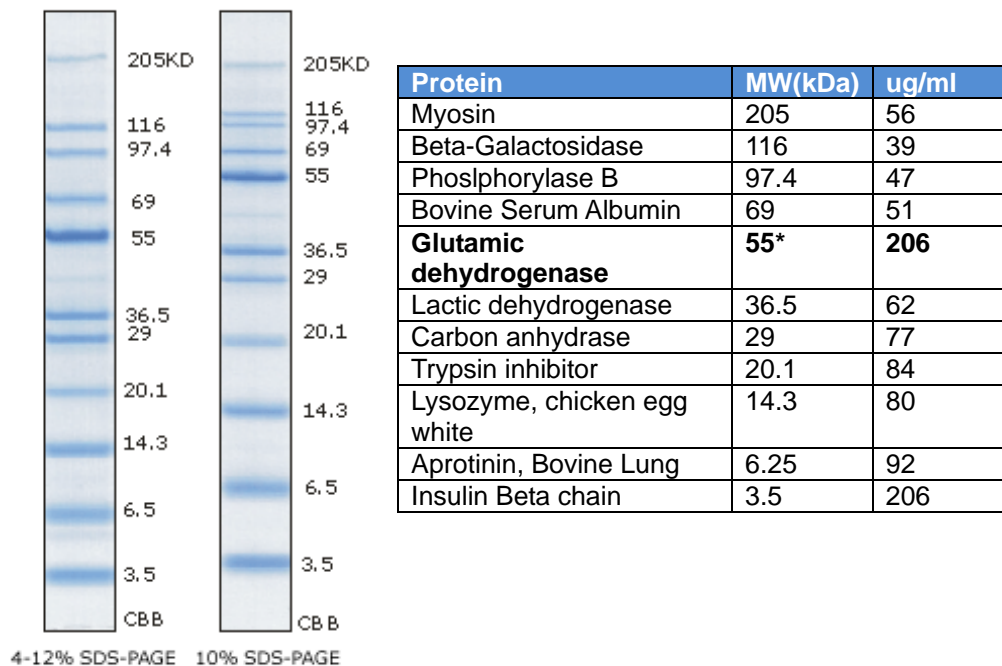 205KD
116
97.4
69
55
36.5
29
20.1
14.3
6.5
3.5
CBB
4-12% SDS-PAGE
205KD
116
97.4
69
55
36.5
29
20.1
14.3
6.5
3.5
CBB
10% SDS-PAGE
Protein MW(kDa) ug/ml
Myosin 205 56
Beta-Galactosidase 116 39
Phoslphorylase B 97.4 47
Bovine Serum Albumin 69 51
Glutamic 55* 206
dehydrogenase
Lactic dehydrogenase 36.5 62
Carbon anhydrase 29 77
Trypsin inhibitor 20.1 84
Lysozyme, chicken egg 14.3 80
white
Aprotinin, Bovine Lung 6.25 92
Insulin Beta chain 3.5 206